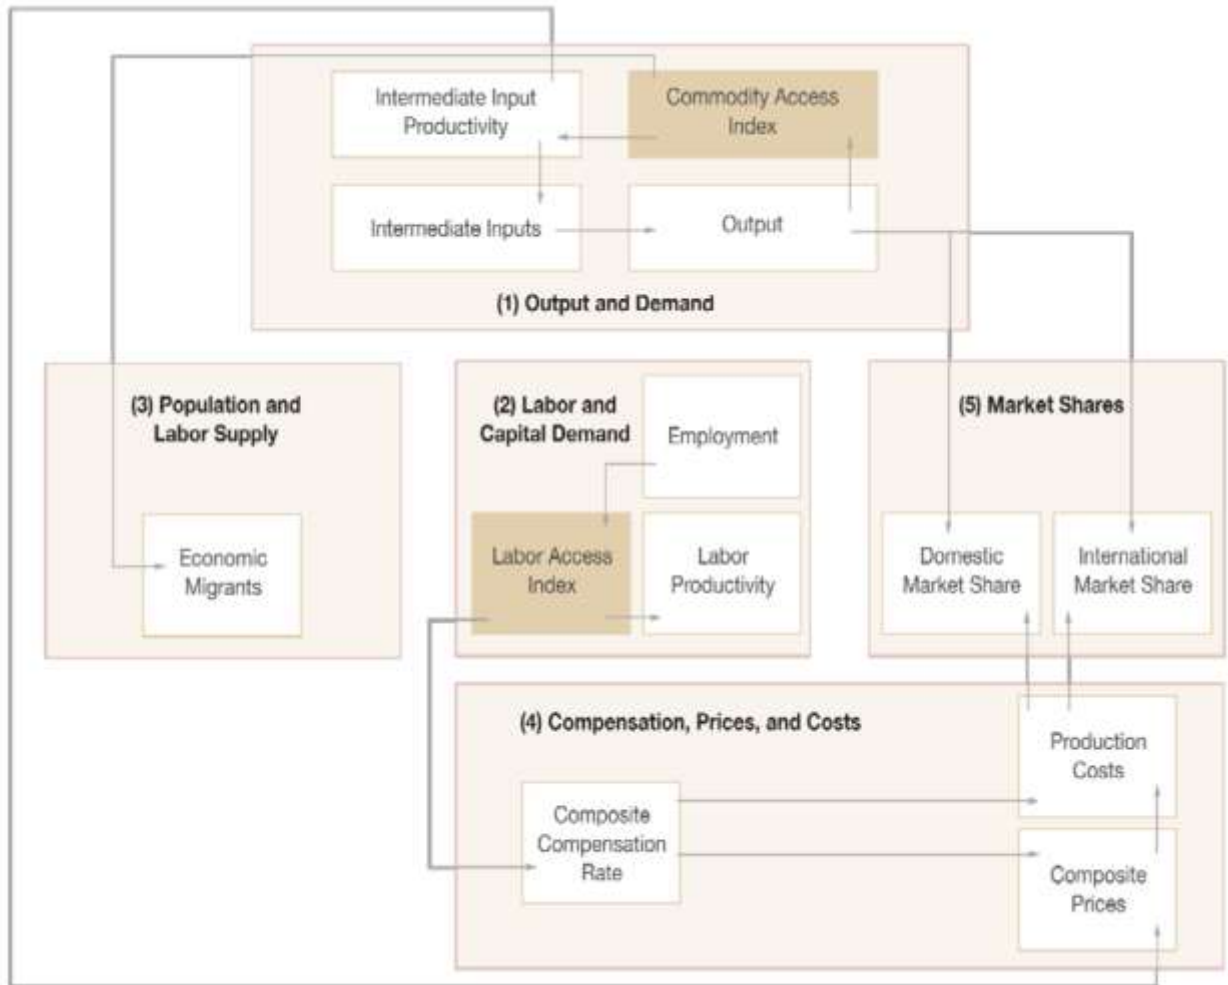 Intermediate Input
Productivity
Commodity Access
Index
Intermediate Inputs
Output
(1) Output and Demand
(3) Population and
Labor Supply
Economic
Migrants
(2) Labor and
Capital Demand
Employment
Labor Access
Index
Labor
Productivity
(5) Market Shares
Domestic
Market Share
International
Market Share
(4) Compensation, Prices, and Costs
Composite
Compensation
Rate
Production
Costs
Composite
Prices